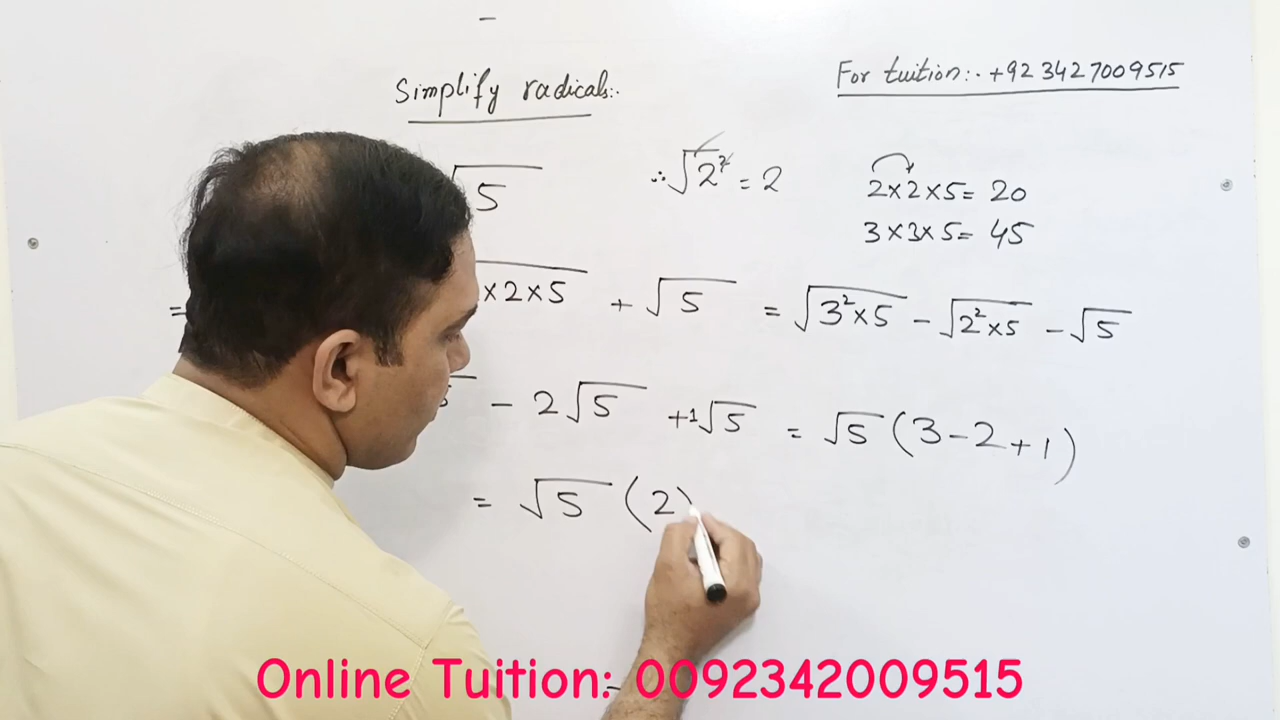 Simplify radicals:.
For tuition:. +923427009515
√5
∴ √2² = 2
2×2×5= 20
3×3×5= 45
= ×2×5 + √5 = √3²×5 - √2²×5 - √5
- 2√5 +1√5 = √5 (3-2+1)
= √5 (2)
Online Tuition: 0092342009515